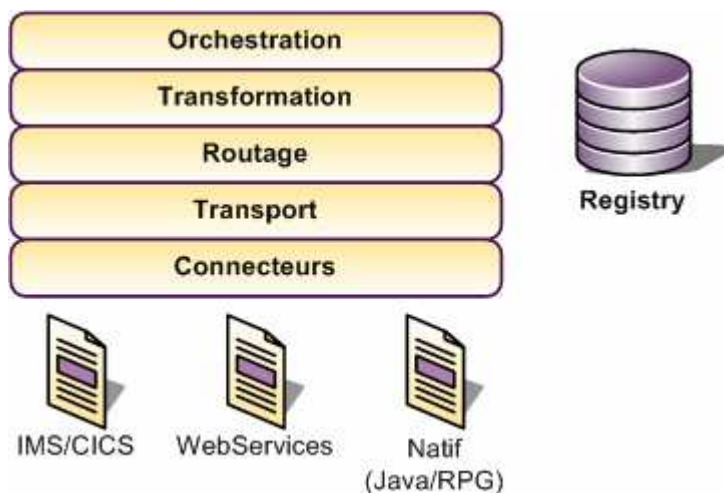 Orchestration
Transformation
Routage
Transport
Connecteurs
Registry
IMS/CICS
WebServices
Natif
(Java/RPG)